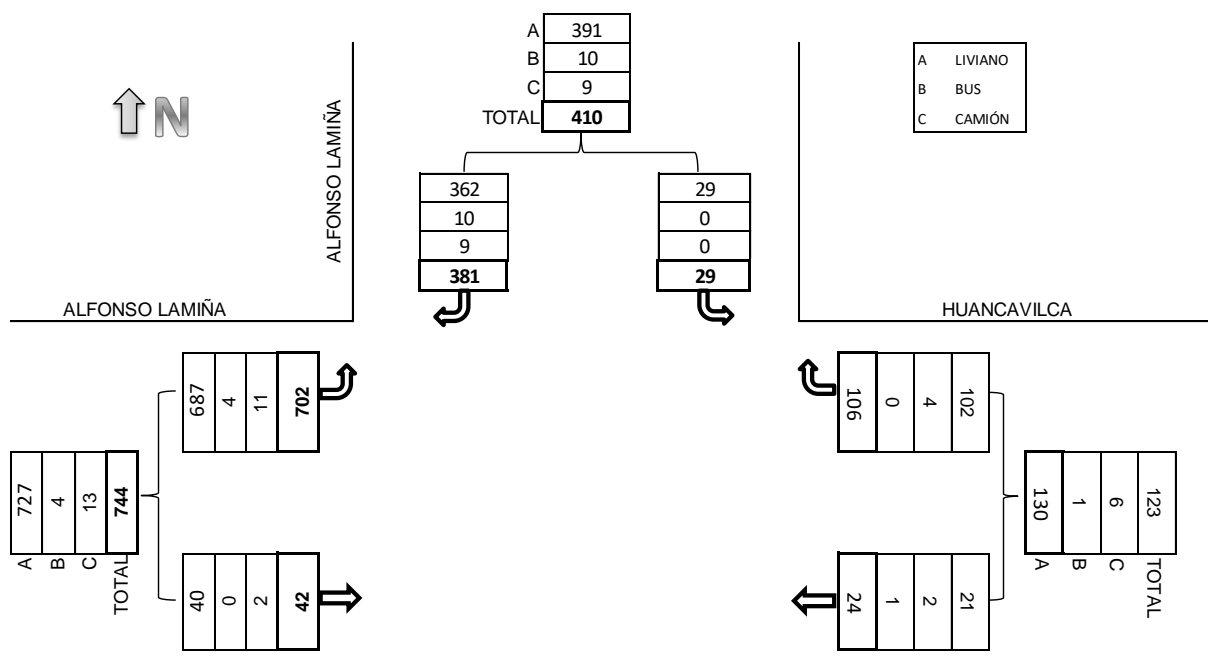 A 391
B 10
C 9
TOTAL 410
A LIVIANO
B BUS
C CAMIÓN
N
ALFONSO LAMIÑA
362
10
9
381
29
0
0
29
ALFONSO LAMIÑA
HUANCAVILCA
687 4 11 702
106 0 4 102
727 4 13 744
A B C TOTAL
130 1 6 123
A B C TOTAL
40 0 2 42
24 1 2 21